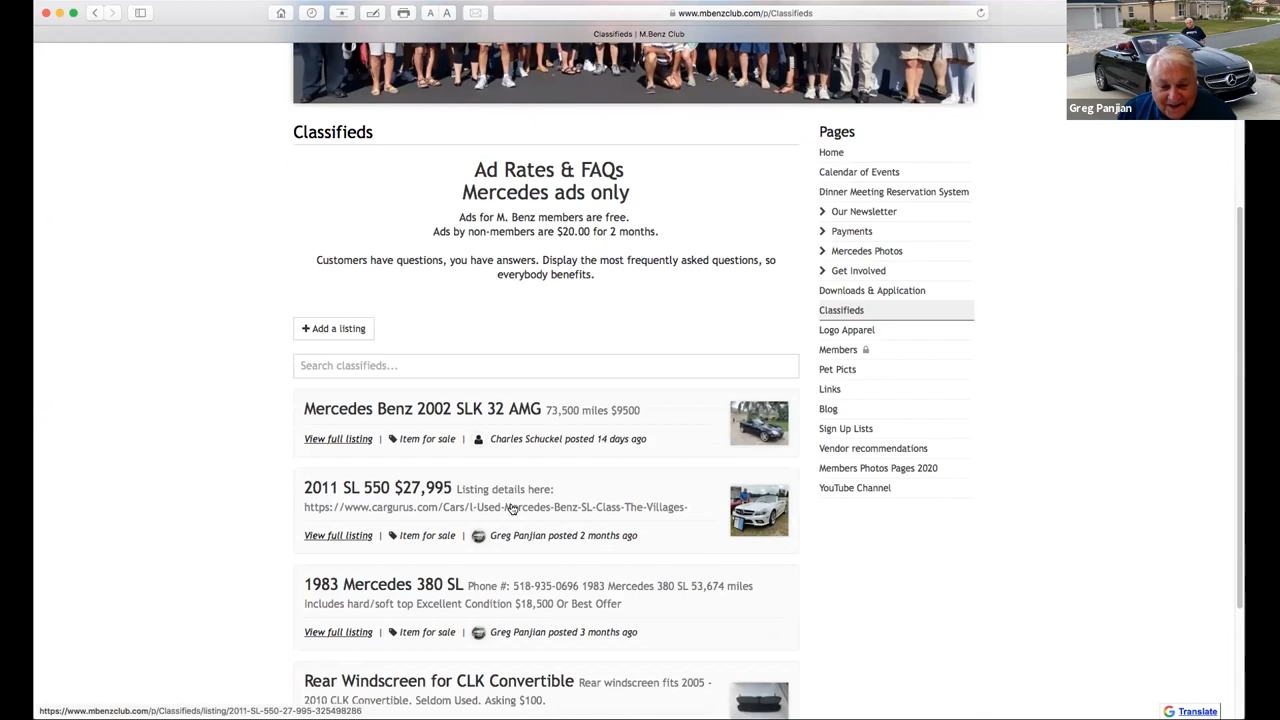 www.mbenzclub.com/p/Classifieds
Classifieds | M.Benz Club
A A
Greg Panjian
Classifieds
Ad Rates & FAQs
Mercedes ads only
Ads for M. Benz members are free.
Ads by non-members are $20.00 for 2 months.
Customers have questions, you have answers. Display the most frequently asked questions, so
everybody benefits.
+ Add a listing
Search classifieds...
Mercedes Benz 2002 SLK 32 AMG 73,500 miles $9500
View full listing | Item for sale | Charles Schuckel posted 14 days ago
2011 SL 550 $27,995 Listing details here:
https://www.cargurus.com/Cars/l-Used-Mercedes-Benz-SL-Class-The-Villages-
View full listing | Item for sale | Greg Panjian posted 2 months ago
1983 Mercedes 380 SL Phone #: 518-935-0696 1983 Mercedes 380 SL 53,674 miles
Includes hard/soft top Excellent Condition $18,500 Or Best Offer
View full listing | Item for sale | Greg Panjian posted 3 months ago
Rear Windscreen for CLK Convertible Rear windscreen fits 2005 -
2010 CLK Convertible. Seldom Used. Asking $100.
Pages
Home
Calendar of Events
Dinner Meeting Reservation System
Our Newsletter
Payments
Mercedes Photos
Get Involved
Downloads & Application
Classifieds
Logo Apparel
Members
Pet Picts
Links
Blog
Sign Up Lists
Vendor recommendations
Members Photos Pages 2020
YouTube Channel
https://www.mbenzclub.com/p/Classifieds/listing/2011-SL-550-27-995-325498286
G Translate